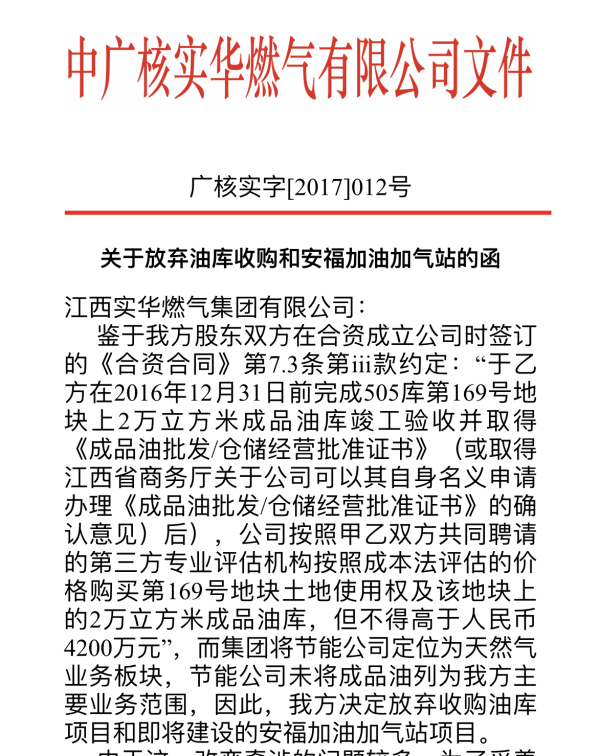 中广核实华燃气有限公司文件
广核实字[2017]012号
关于放弃油库收购和安福加油加气站的函
江西实华燃气集团有限公司：
鉴于我方股东双方在合资成立公司时签订
的《合资合同》第7.3条第iii款约定：“于乙
方在2016年12月31日前完成505库第169号地
块上2万立方米成品油库竣工验收并取得
《成品油批发/仓储经营批准证书》（或取得
江西省商务厅关于公司可以其自身名义申请
办理《成品油批发/仓储经营批准证书》的确
认意见）后），公司按照甲乙双方共同聘请
的第三方专业评估机构按照成本法评估的价
格购买第169号地块土地使用权及该地块上
的2万立方米成品油库，但不得高于人民币
4200万元”，而集团将节能公司定位为天然气
业务板块，节能公司未将成品油列为我方主
要业务范围，因此，我方决定放弃收购油库
项目和即将建设的安福加油加气站项目。